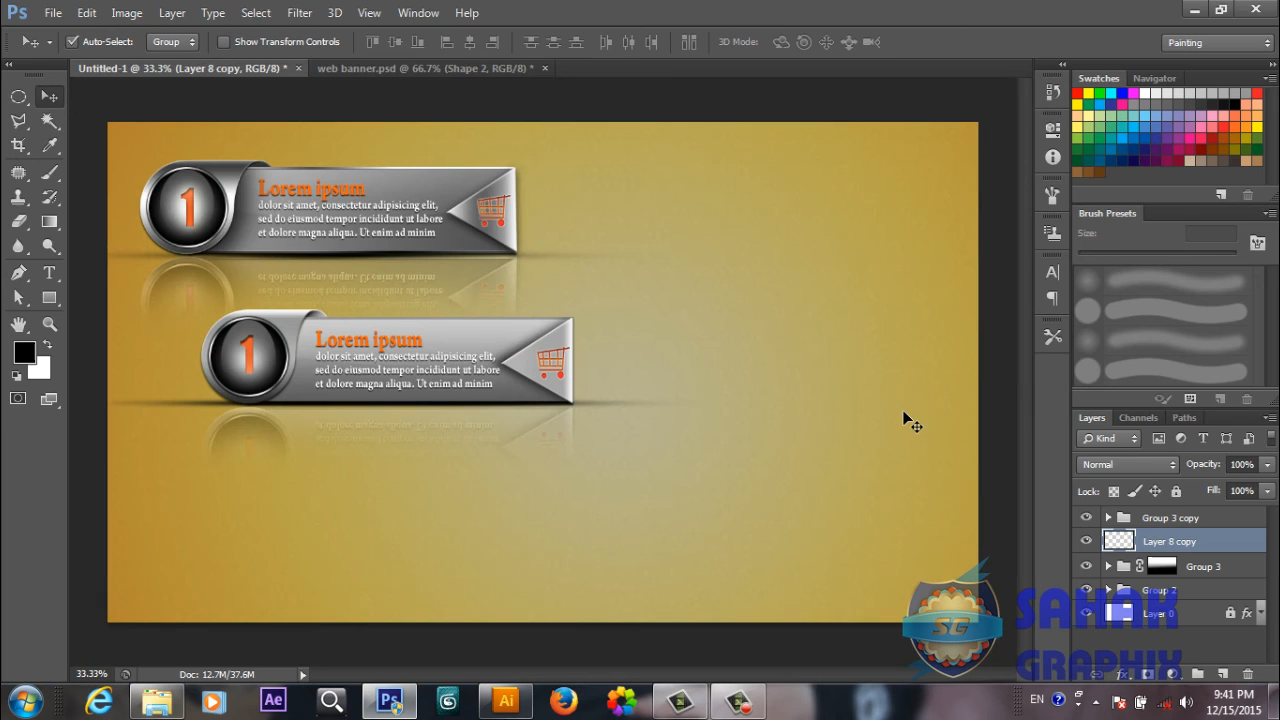 Ps File Edit Image Layer Type Select Filter 3D View Window Help
Auto-Select: Group Show Transform Controls 3D Mode: Painting
Untitled-1 @ 33.3% (Layer 8 copy, RGB/8) * × web banner.psd @ 66.7% (Shape 2, RGB/8) * ×
Swatches Navigator
1
Lorem ipsum
dolor sit amet, consectetur adipisicing elit,
sed do eiusmod tempor incididunt ut labore
et dolore magna aliqua. Ut enim ad minim
1
Lorem ipsum
dolor sit amet, consectetur adipisicing elit,
sed do eiusmod tempor incididunt ut labore
et dolore magna aliqua. Ut enim ad minim
Brush Presets
Size:
Layers Channels Paths
Kind
Normal Opacity: 100%
Lock: Fill: 100%
Group 3 copy
Layer 8 copy
Group 3
Group 2
Layer 0 fx
SG
SAHAK
GRAPHIX
33.33% Doc: 12.7M/37.6M
Ae Ps Ai
EN 9:41 PM
12/15/2015